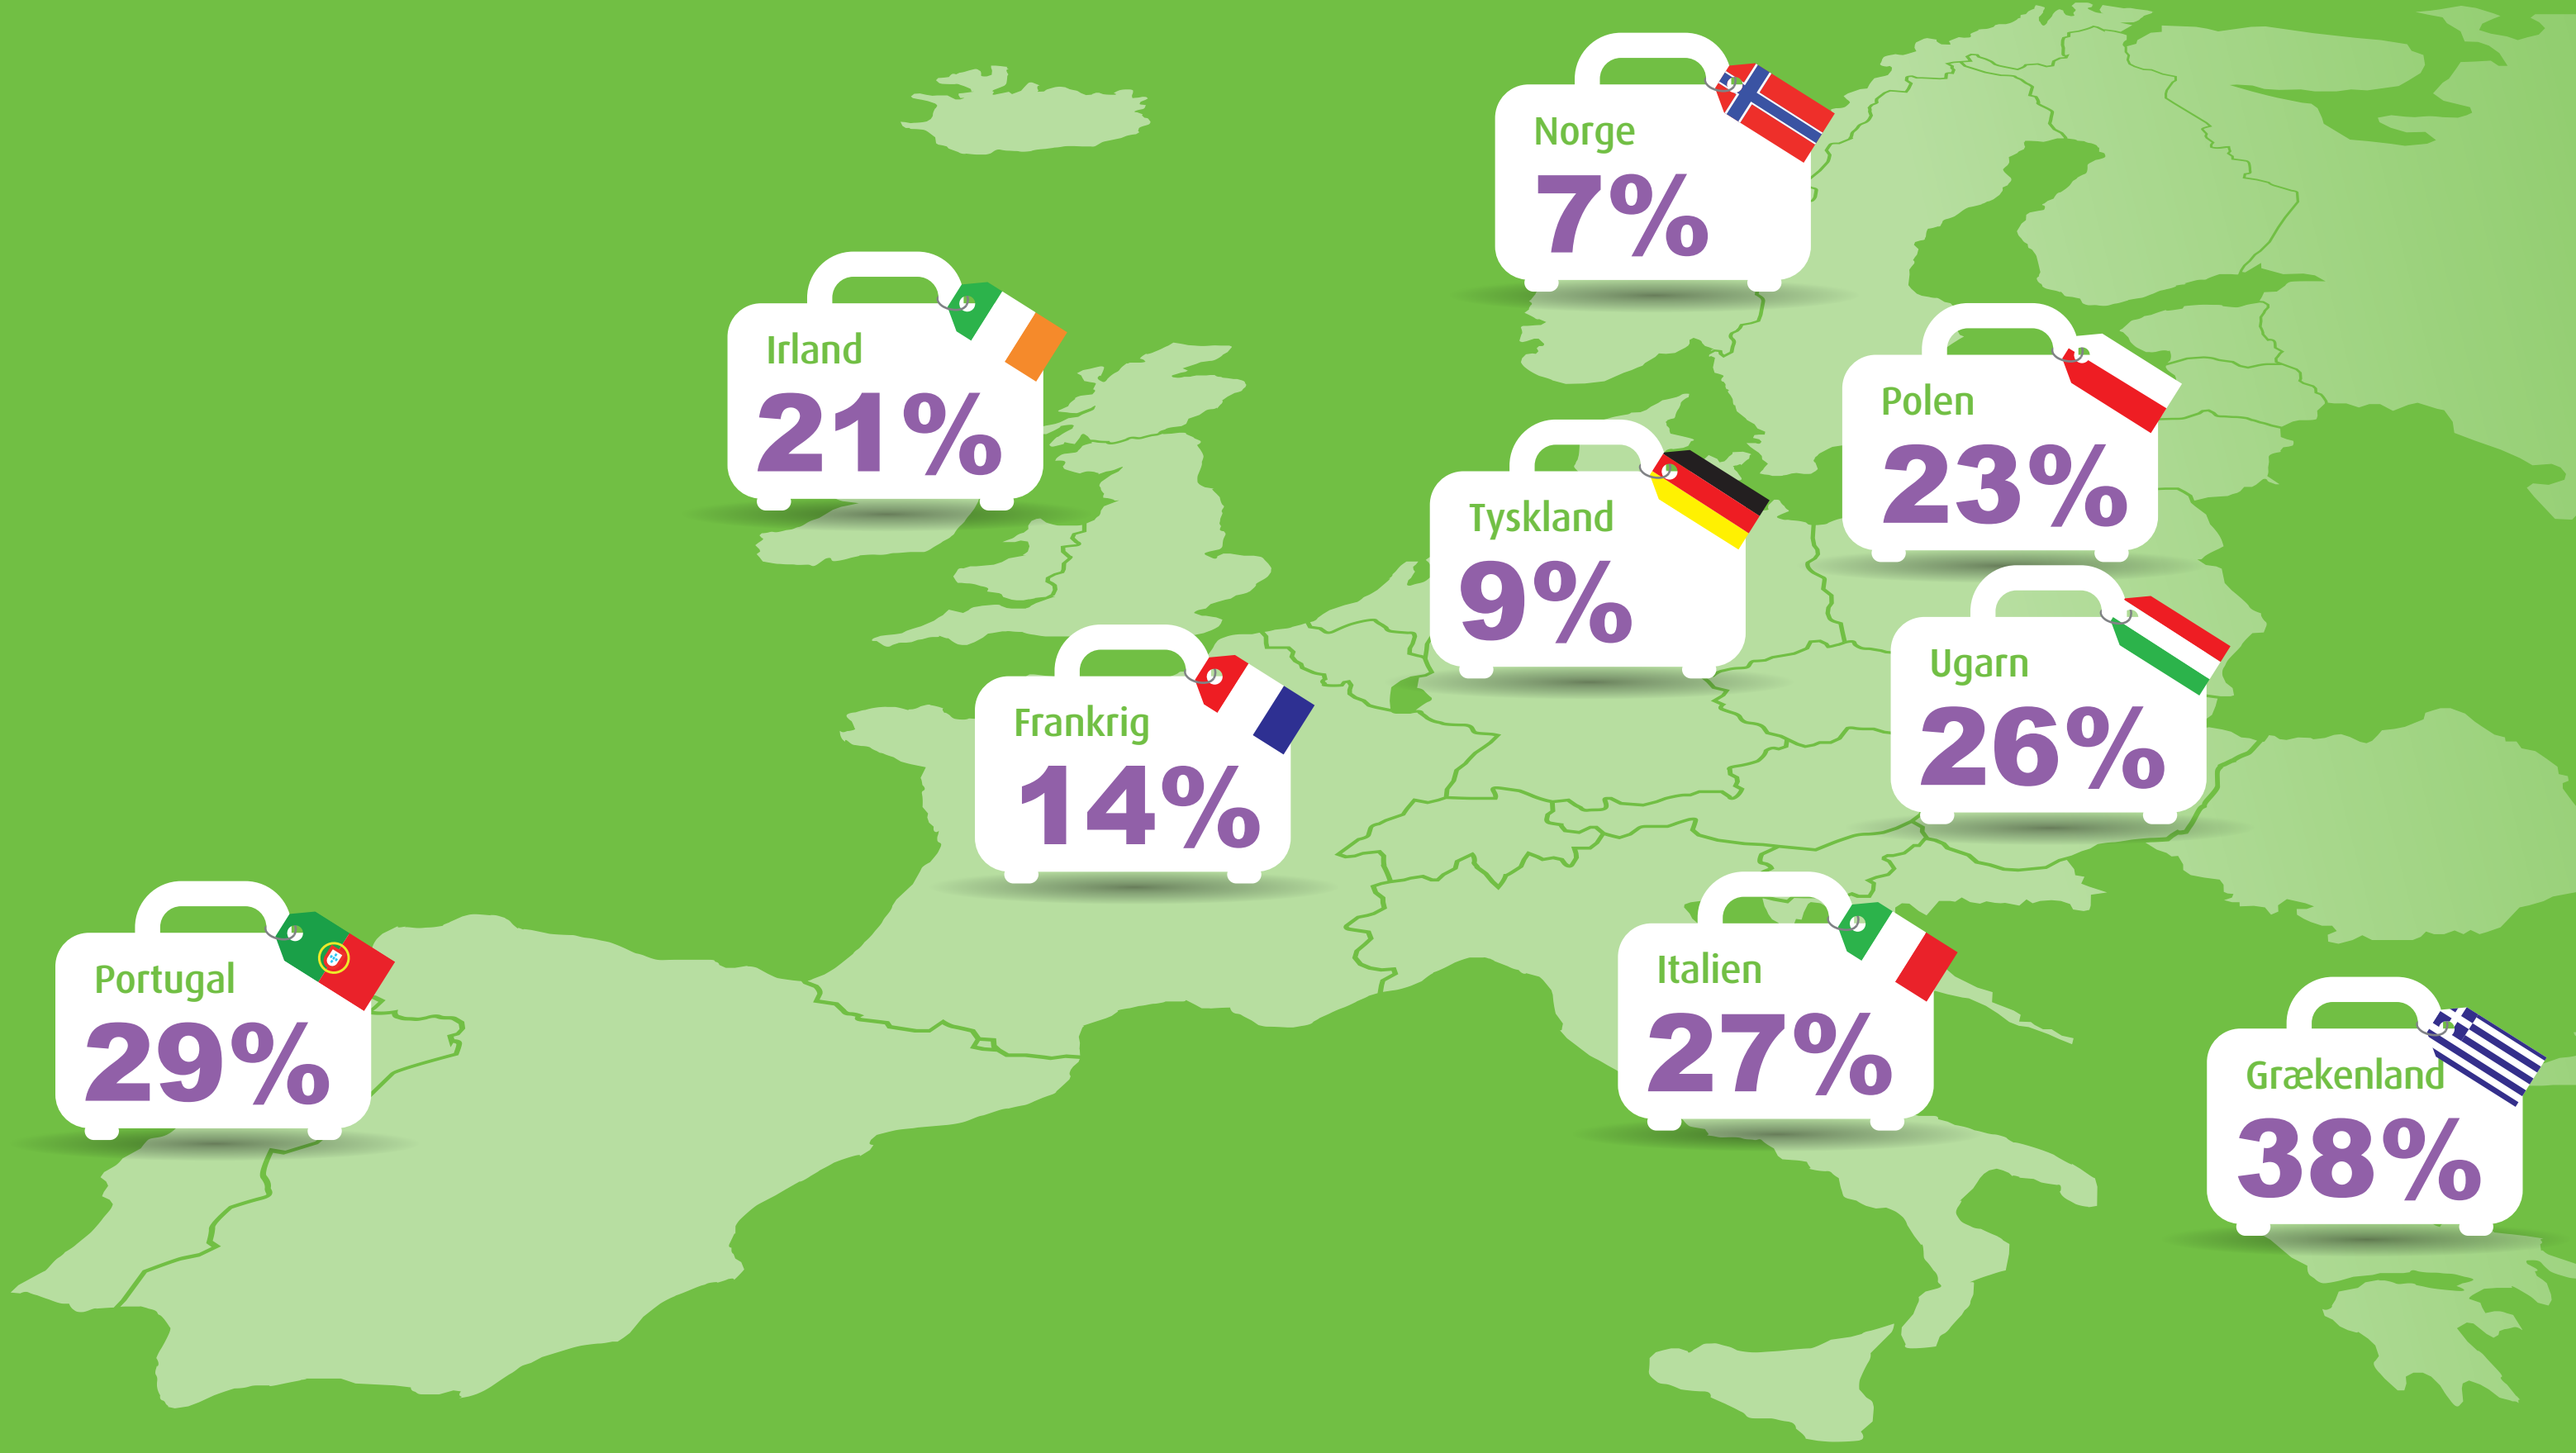 Norge
7%
Irland
21%
Polen
23%
Tyskland
9%
Ugarn
26%
Frankrig
14%
Italien
27%
Portugal
29%
Grækenland
38%